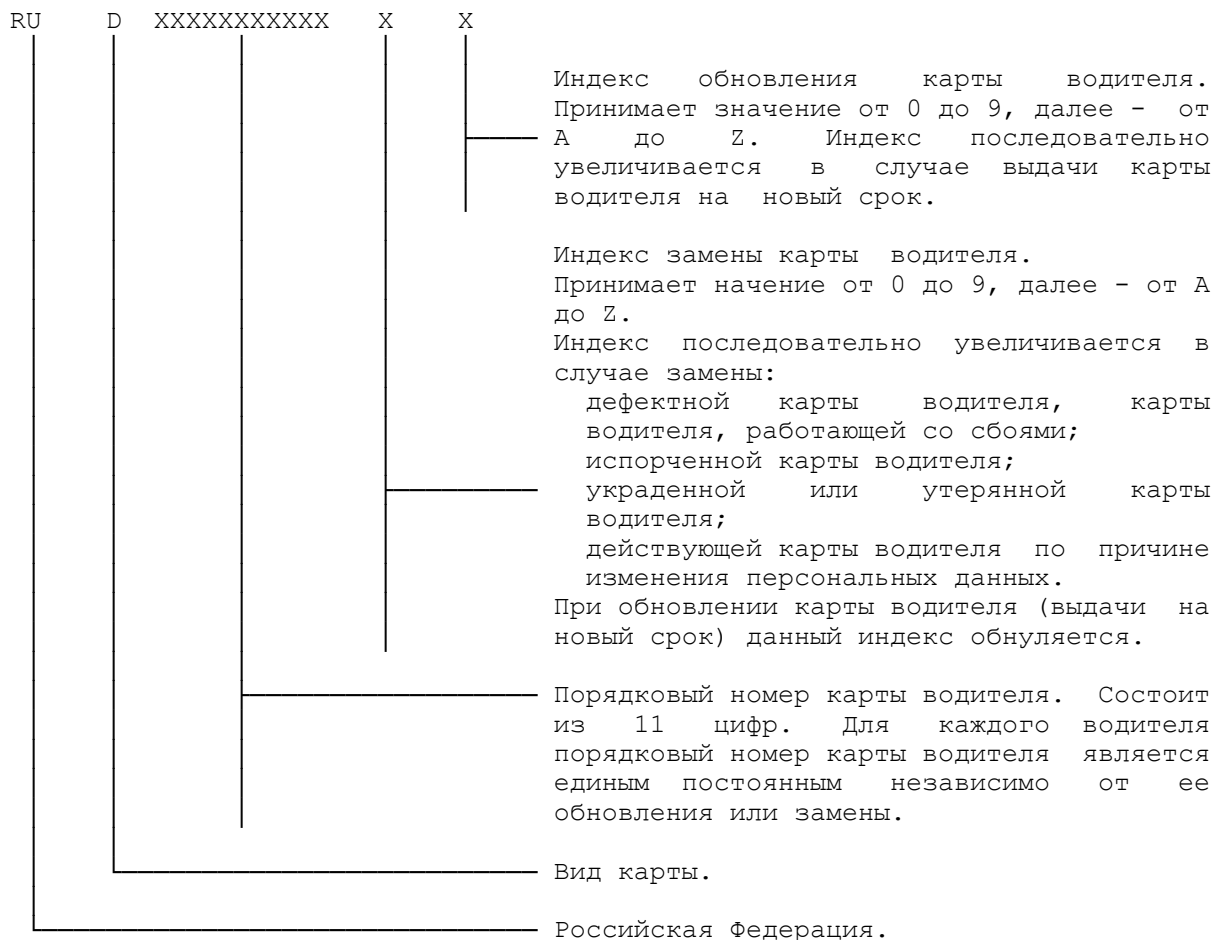 RU D XXXXXXXXXXX X X
Индекс обновления карты водителя.
Принимает значение от 0 до 9, далее - от
A до Z. Индекс последовательно
увеличивается в случае выдачи карты
водителя на новый срок.
Индекс замены карты водителя.
Принимает начение от 0 до 9, далее - от A
до Z.
Индекс последовательно увеличивается в
случае замены:
дефектной карты водителя, карты
водителя, работающей со сбоями;
испорченной карты водителя;
украденной или утерянной карты
водителя;
действующей карты водителя по причине
изменения персональных данных.
При обновлении карты водителя (выдачи на
новый срок) данный индекс обнуляется.
Порядковый номер карты водителя. Состоит
из 11 цифр. Для каждого водителя
порядковый номер карты водителя является
единым постоянным независимо от ее
обновления или замены.
Вид карты.
Российская Федерация.